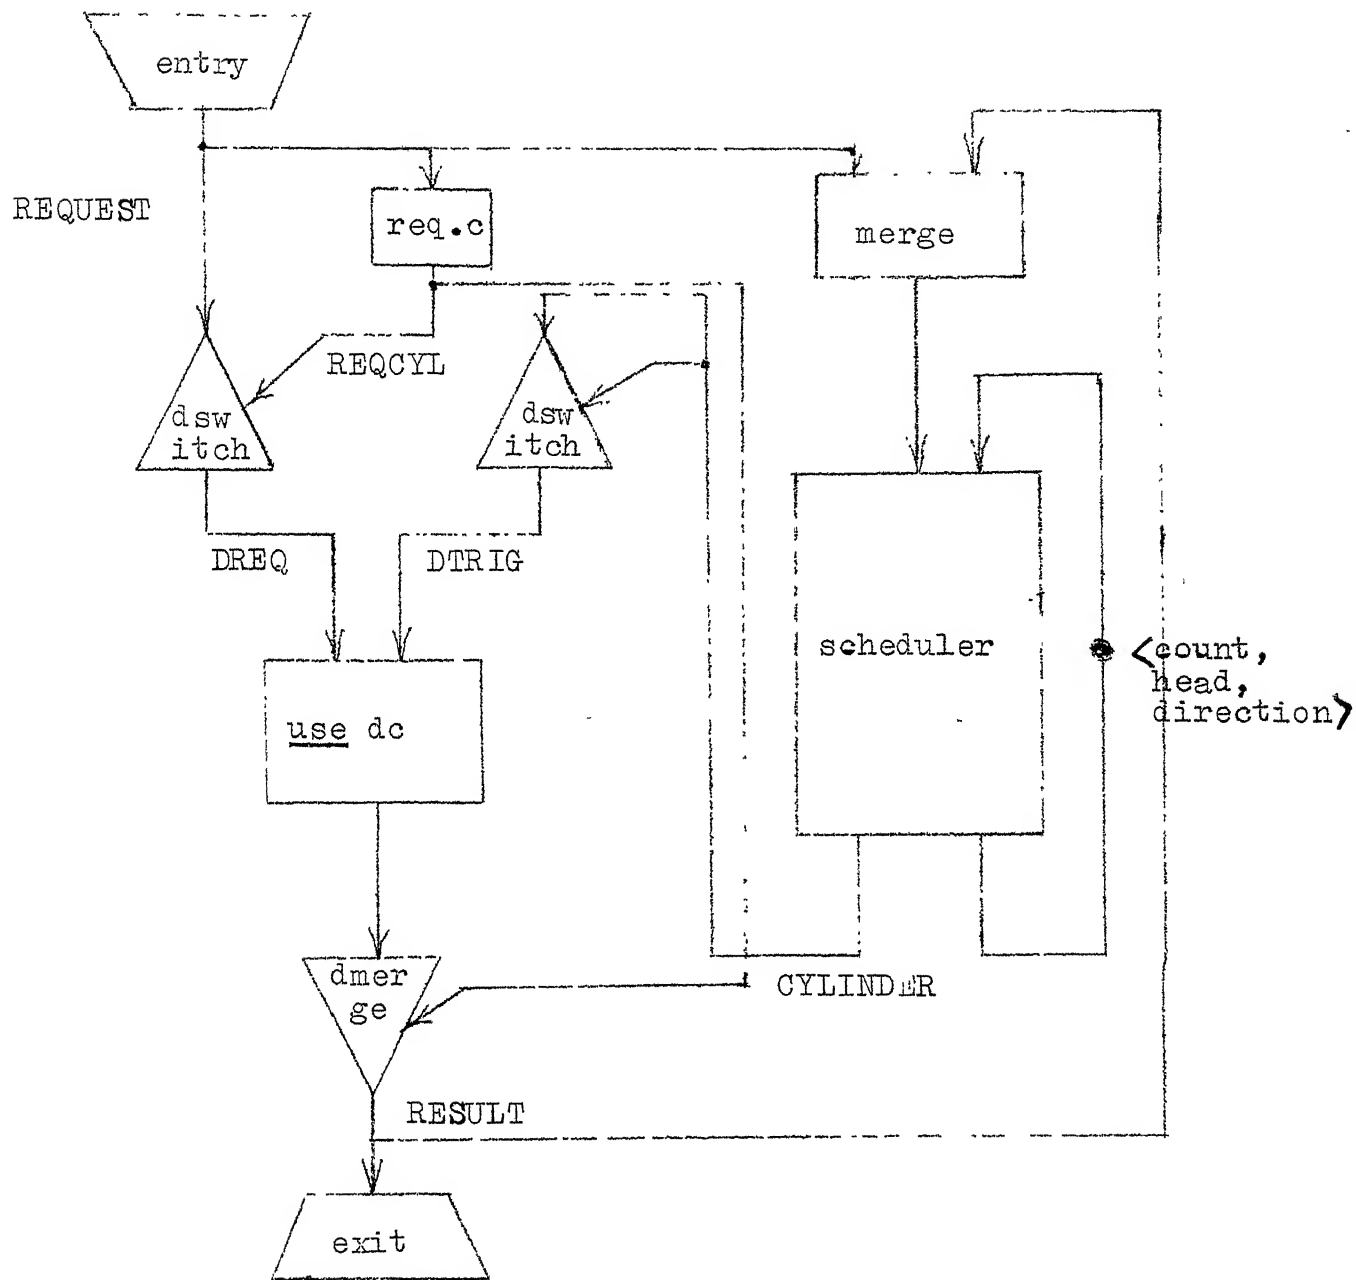 entry
REQUEST
req.c
merge
REQCYL
dsw
itch
dsw
itch
DREQ
DTRIG
scheduler
<count,
head,
direction>
use dc
dmer
ge
CYLINDER
RESULT
exit